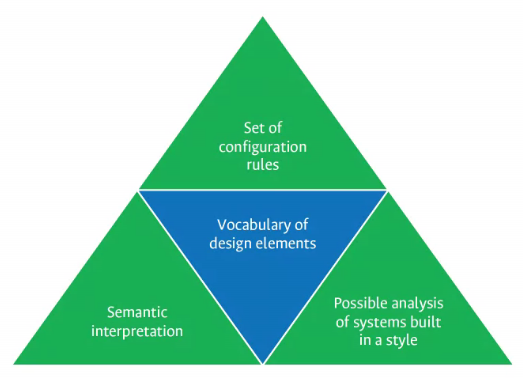 Set of
configuration
rules
Vocabulary of
design elements
Semantic
interpretation
Possible analysis
of systems built
in a style